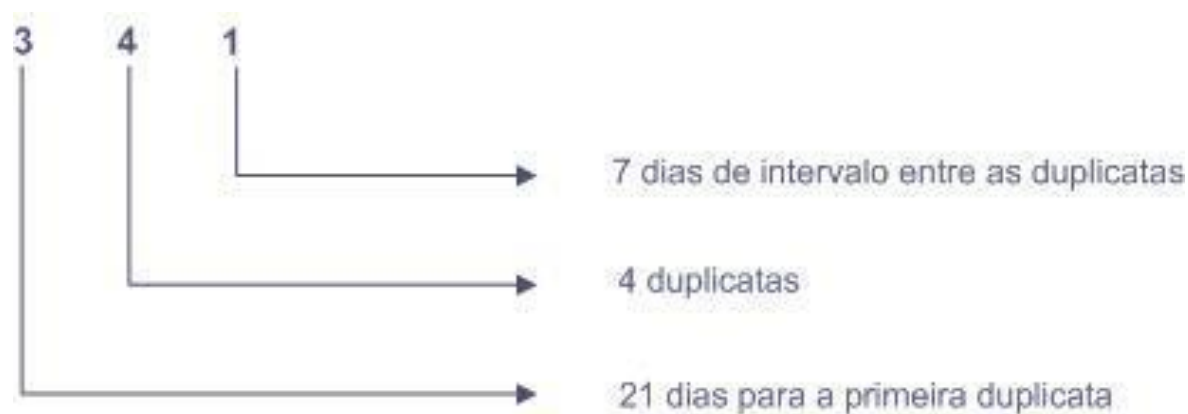 3 4 1
7 dias de intervalo entre as duplicatas
4 duplicatas
21 dias para a primeira duplicata